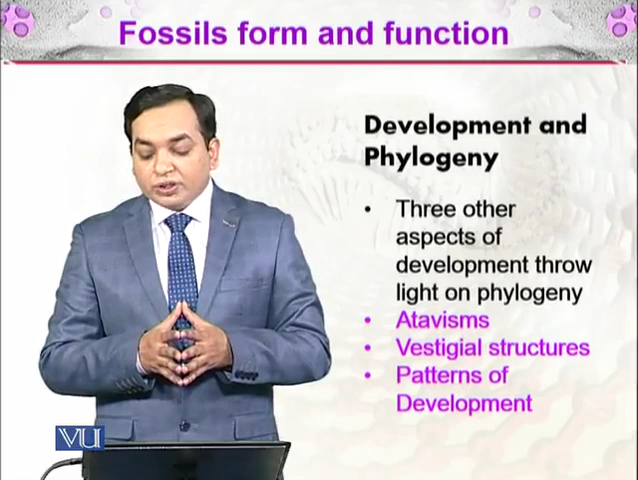 Fossils form and function
Development and
Phylogeny
• Three other
aspects of
development throw
light on phylogeny
• Atavisms
• Vestigial structures
• Patterns of
Development
VU